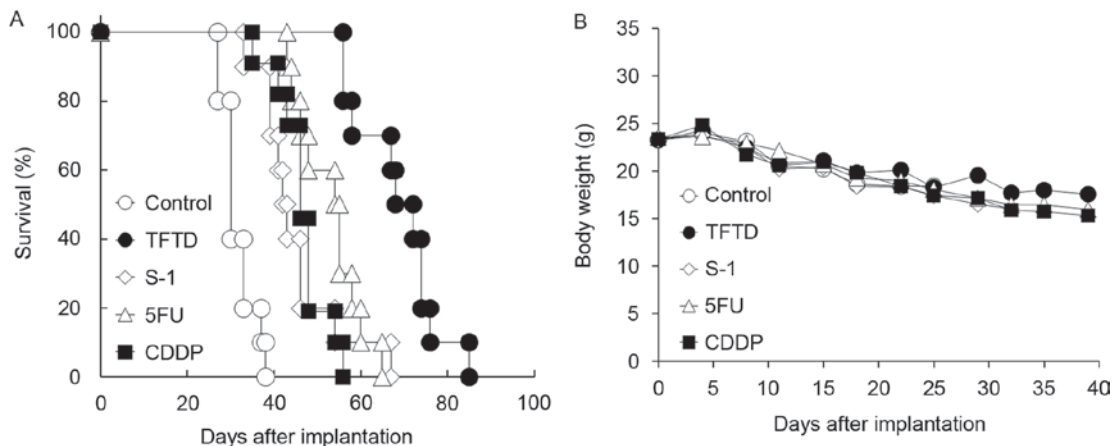 A
100
80
60
40
20
0
Survival (%)
Control
TFTD
S-1
5FU
CDDP
0
20
40
60
80
100
Days after implantation
B
35
30
25
20
15
10
5
0
Body weight (g)
Control
TFTD
S-1
5FU
CDDP
0
5
10
15
20
25
30
35
40
Days after implantation